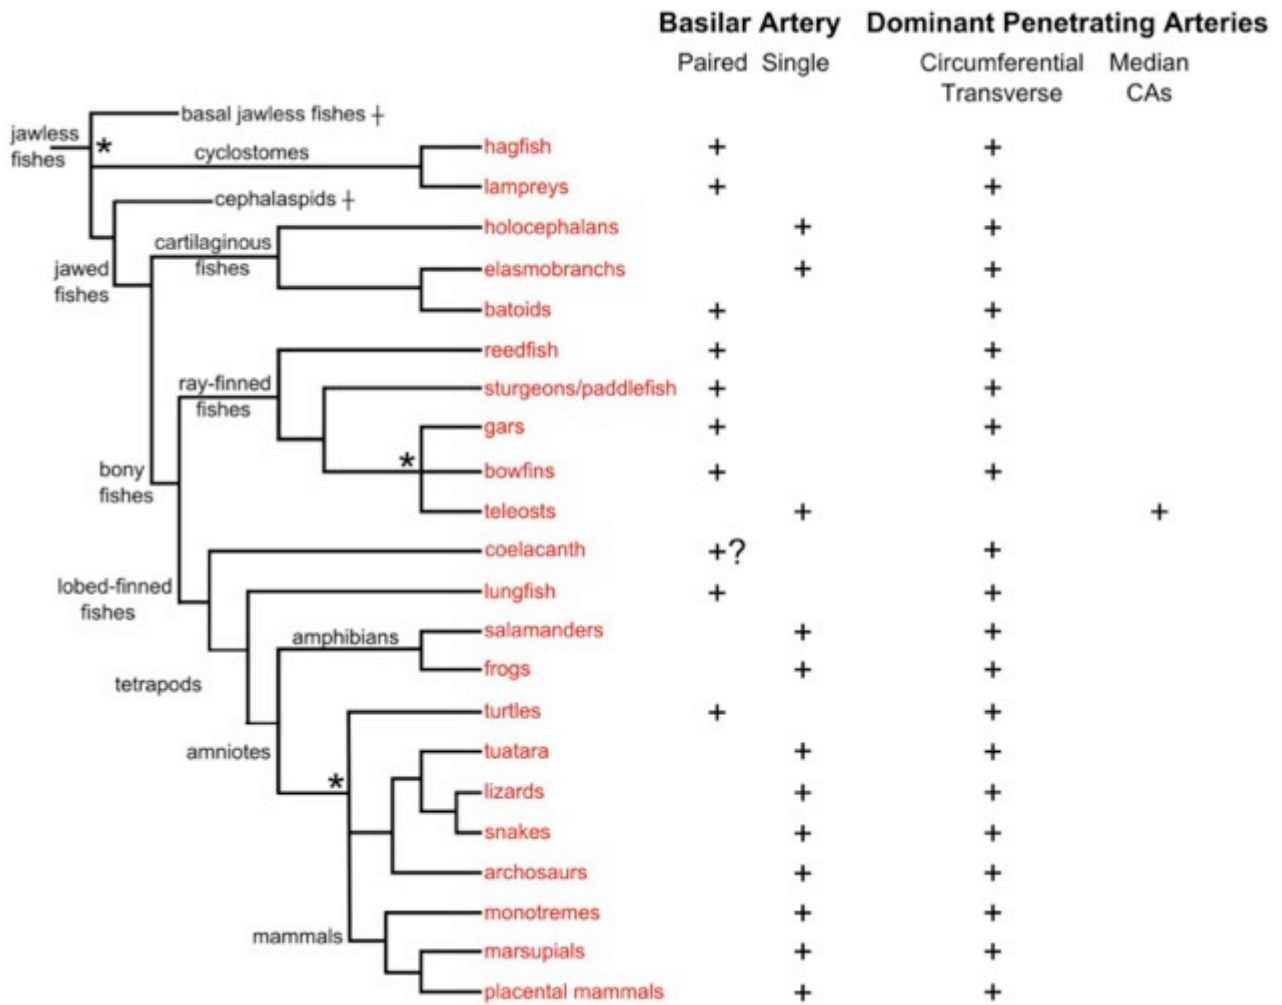 Basilar Artery Dominant Penetrating Arteries
Paired Single Circumferential Transverse Median CAs
basal jawless fishes ┼
jawless fishes
*
cyclostomes
hagfish + +
lampreys + +
cephalaspids ┼
holocephalans + +
cartilaginous fishes
elasmobranchs + +
jawed fishes
batoids + +
reedfish + +
ray-finned fishes
sturgeons/paddlefish + +
gars + +
*
bowfins + +
bony fishes
teleosts + +
coelacanth +? +
lobed-finned fishes
lungfish + +
amphibians
salamanders + +
frogs + +
tetrapods
turtles + +
amniotes
tuatara + +
*
lizards + +
snakes + +
archosaurs + +
monotremes + +
mammals
marsupials + +
placental mammals + +